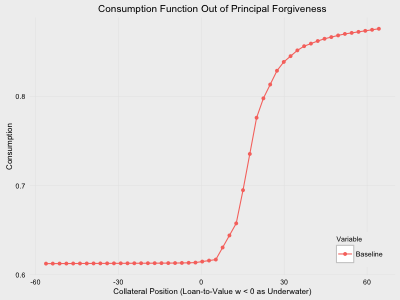 Consumption Function Out of Principal Forgiveness
0.8
0.7
0.6
Consumption
-60
-30
0
30
60
Collateral Position (Loan-to-Value w < 0 as Underwater)
Variable
Baseline